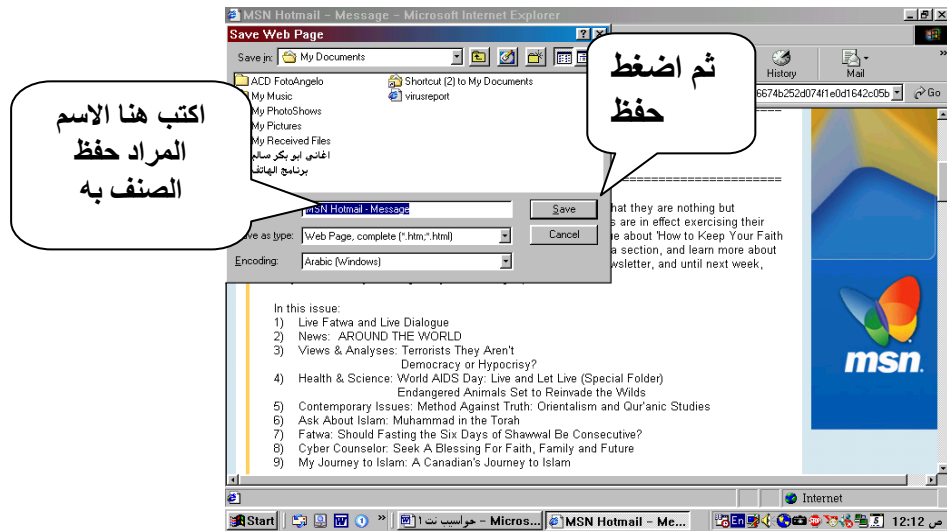 MSN Hotmail - Message - Microsoft Internet Explorer
Save Web Page
Save in: My Documents
ACD FotoAngelo
My Music
My PhotoShows
My Pictures
My Received Files
اغاني ابو بكر سالم
برنامج الهاتف
Shortcut (2) to My Documents
virusreport
MSN Hotmail - Message
Save
Save as type: Web Page, complete (*.htm;*.html)
Cancel
Encoding: Arabic (Windows)
اكتب هنا الاسم
المراد حفظ
الصنف به
ثم اضغط
حفظ
History
Mail
6674b252d074f1e0d1642c05b
Go
hat they are nothing but
s are in effect exercising their
e about 'How to Keep Your Faith
a section, and learn more about
wsletter, and until next week,
In this issue:
1) Live Fatwa and Live Dialogue
2) News: AROUND THE WORLD
3) Views & Analyses: Terrorists They Aren't
Democracy or Hypocrisy?
4) Health & Science: World AIDS Day: Live and Let Live (Special Folder)
Endangered Animals Set to Reinvade the Wilds
5) Contemporary Issues: Method Against Truth: Orientalism and Qur'anic Studies
6) Ask About Islam: Muhammad in the Torah
7) Fatwa: Should Fasting the Six Days of Shawwal Be Consecutive?
8) Cyber Counselor: Seek A Blessing For Faith, Family and Future
9) My Journey to Islam: A Canadian's Journey to Islam
msn.
Internet
Start
حواسيب نت ١ - Micros...
MSN Hotmail - Me...
En
12:12 ص